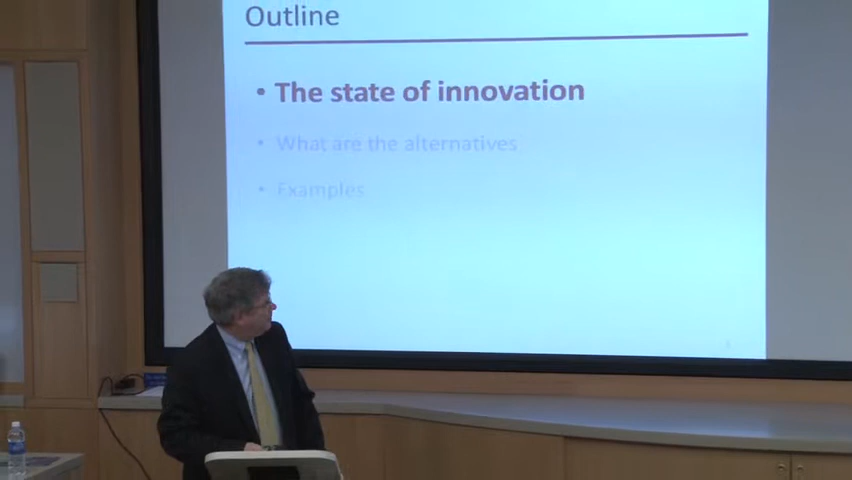 Outline
• The state of innovation
• What are the alternatives
• Examples